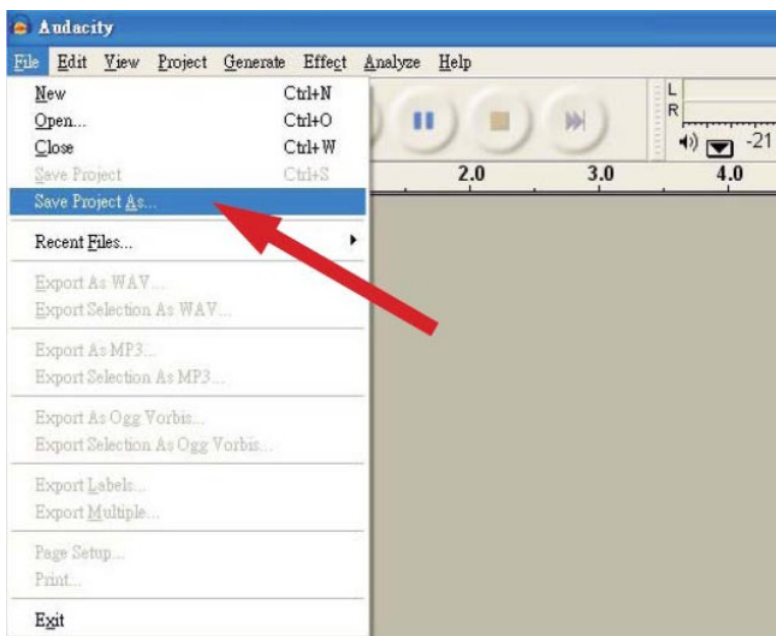 Audacity
File Edit View Project Generate Effect Analyze Help
New Ctrl+N
Open... Ctrl+O
Close Ctrl+W
Save Project Ctrl+S
Save Project As...
Recent Files...
Export As WAV...
Export Selection As WAV...
Export As MP3...
Export Selection As MP3...
Export As Ogg Vorbis...
Export Selection As Ogg Vorbis...
Export Labels...
Export Multiple...
Page Setup...
Print...
Exit
L
R
-21
2.0 3.0 4.0